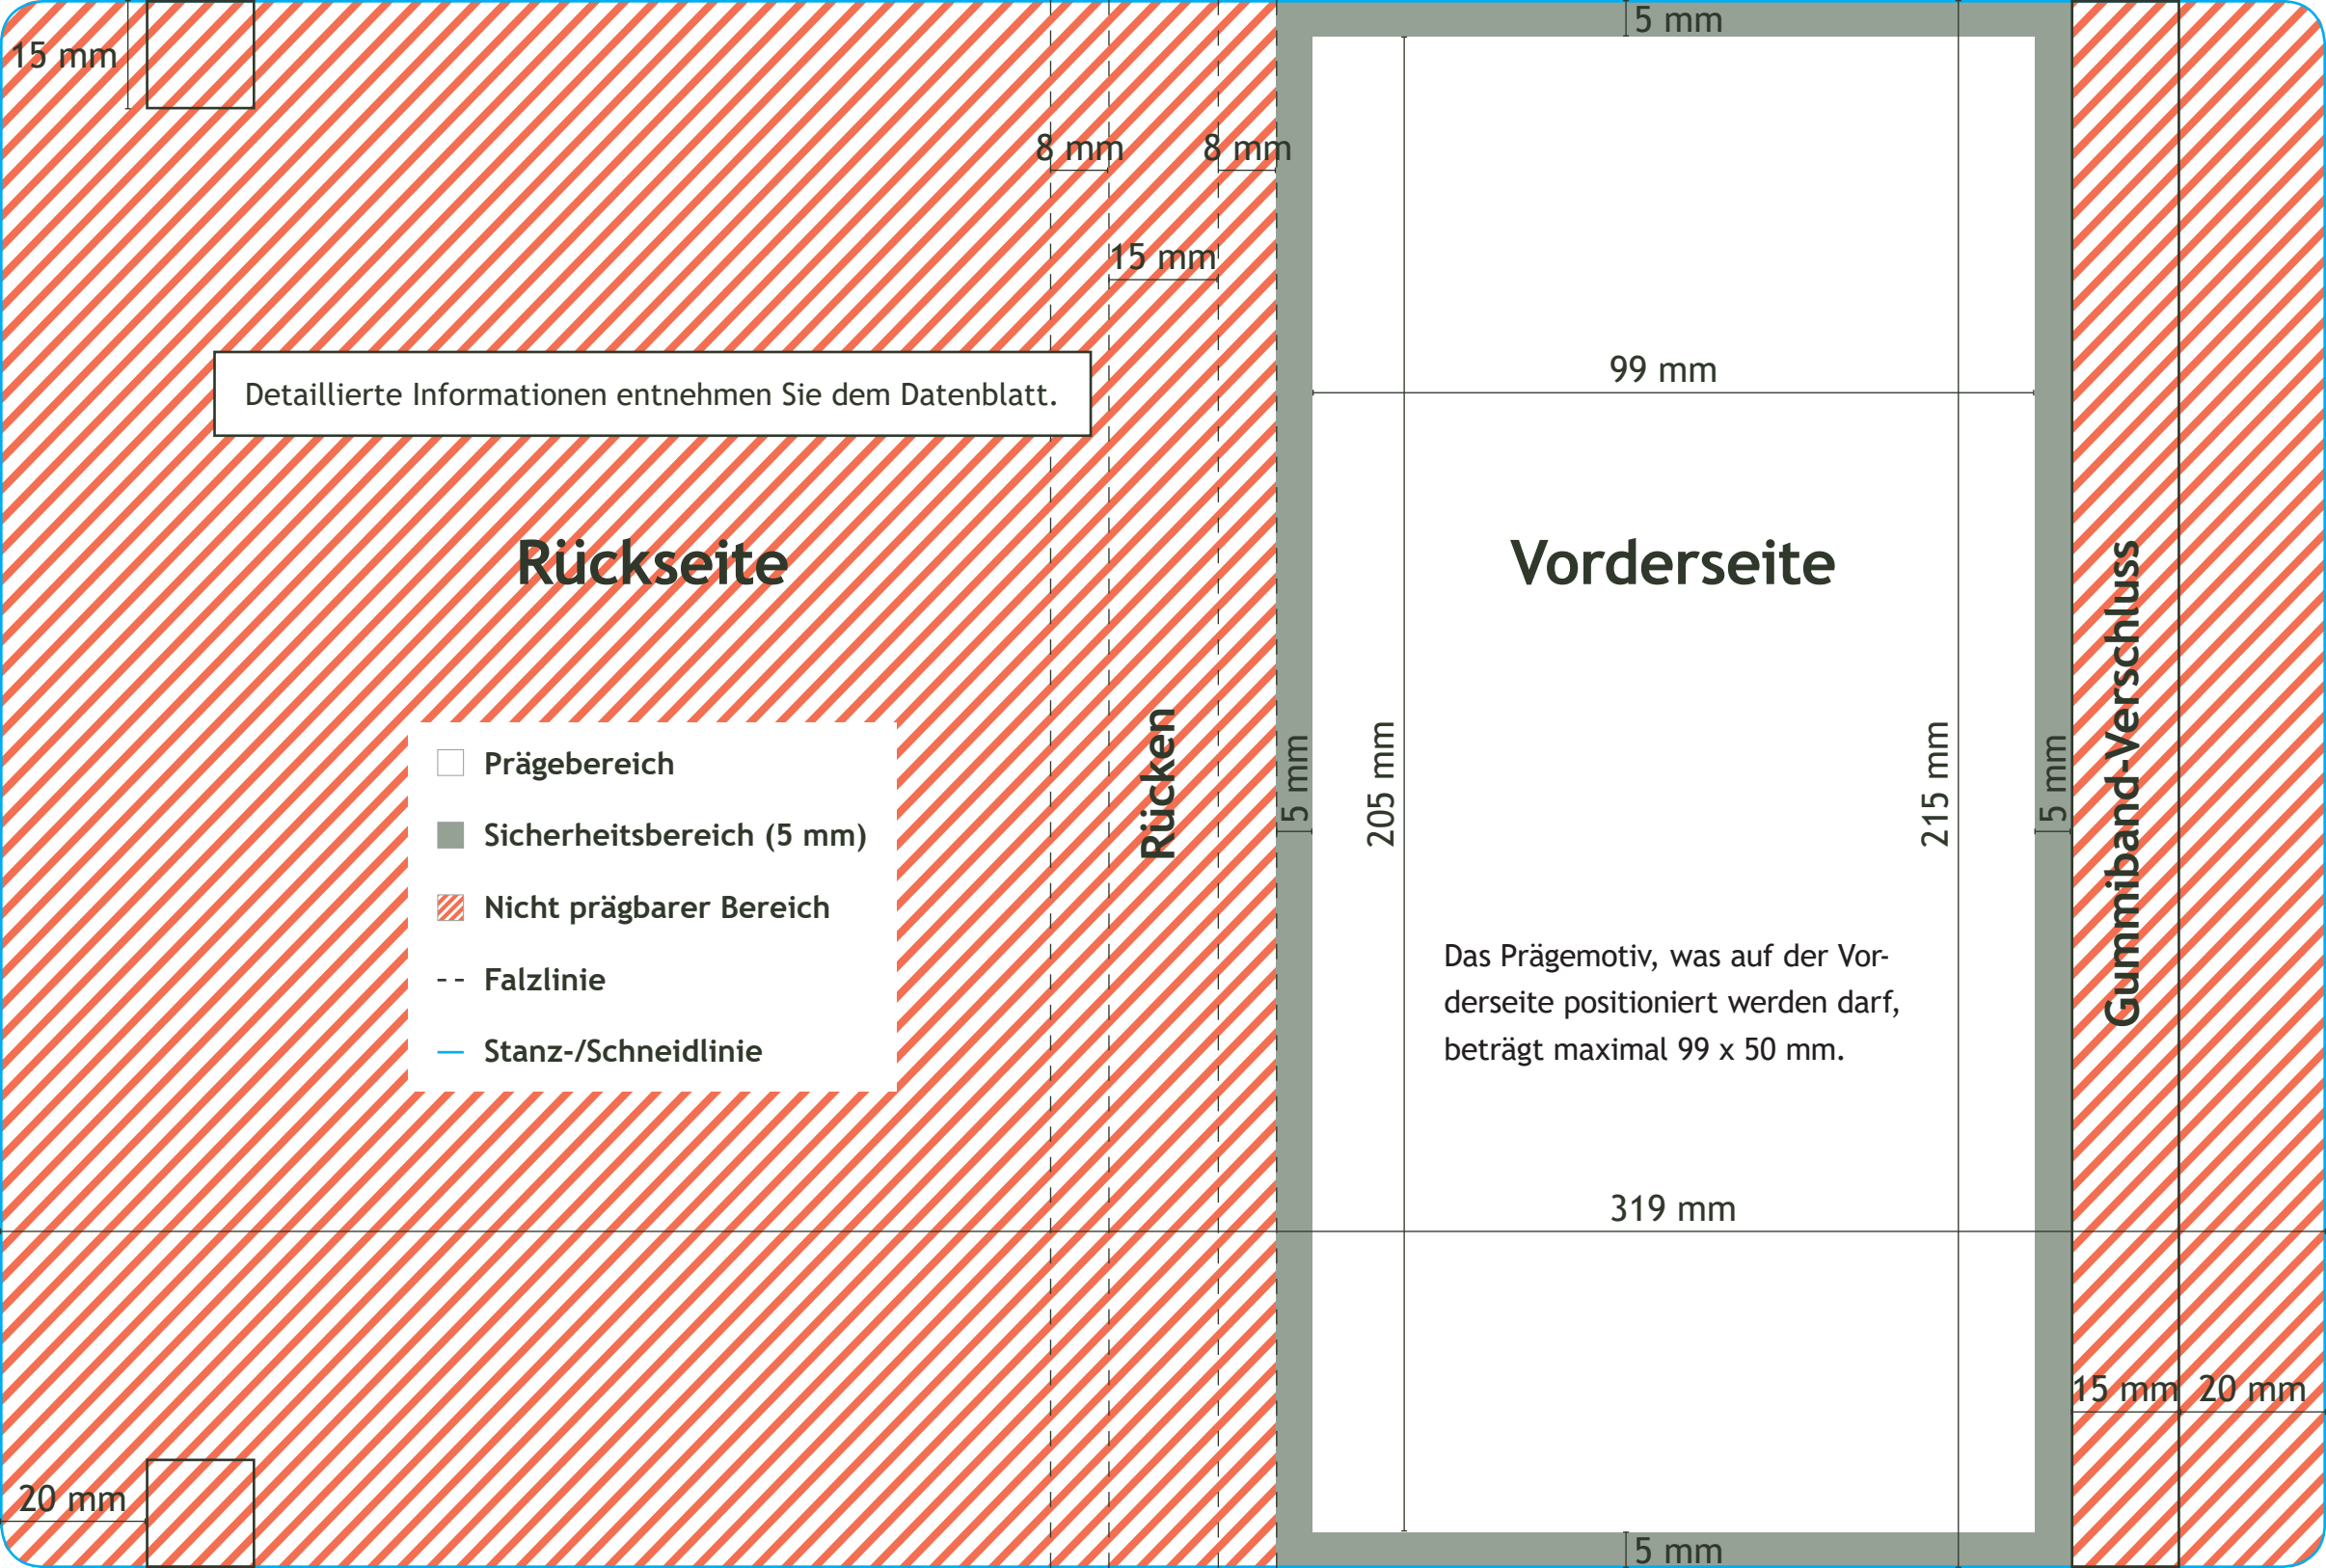 5 mm
15 mm
8 mm
8 mm
15 mm
99 mm
Detaillierte Informationen entnehmen Sie dem Datenblatt.
Rückseite
Vorderseite
Gummiband-Verschluss
Rücken
5 mm
205 mm
215 mm
5 mm
Prägebereich
Sicherheitsbereich (5 mm)
Nicht prägbarer Bereich
Falzlinie
Stanz-/Schneidlinie
Das Prägemotiv, was auf der Vor-
derseite positioniert werden darf,
beträgt maximal 99 x 50 mm.
319 mm
15 mm
20 mm
20 mm
5 mm